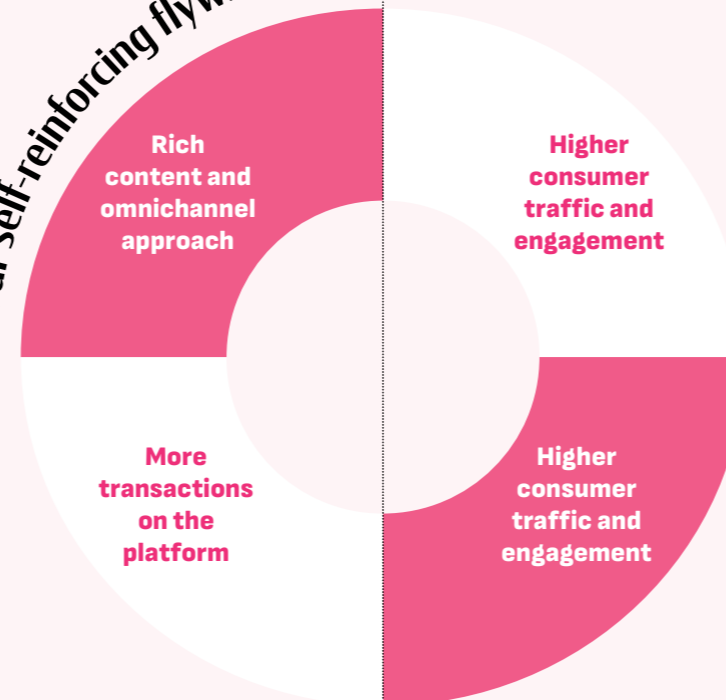 self-reinforcing
Rich
content and
omnichannel
approach
Higher
consumer
traffic and
engagement
More
transactions
on the
platform
Higher
consumer
traffic and
engagement